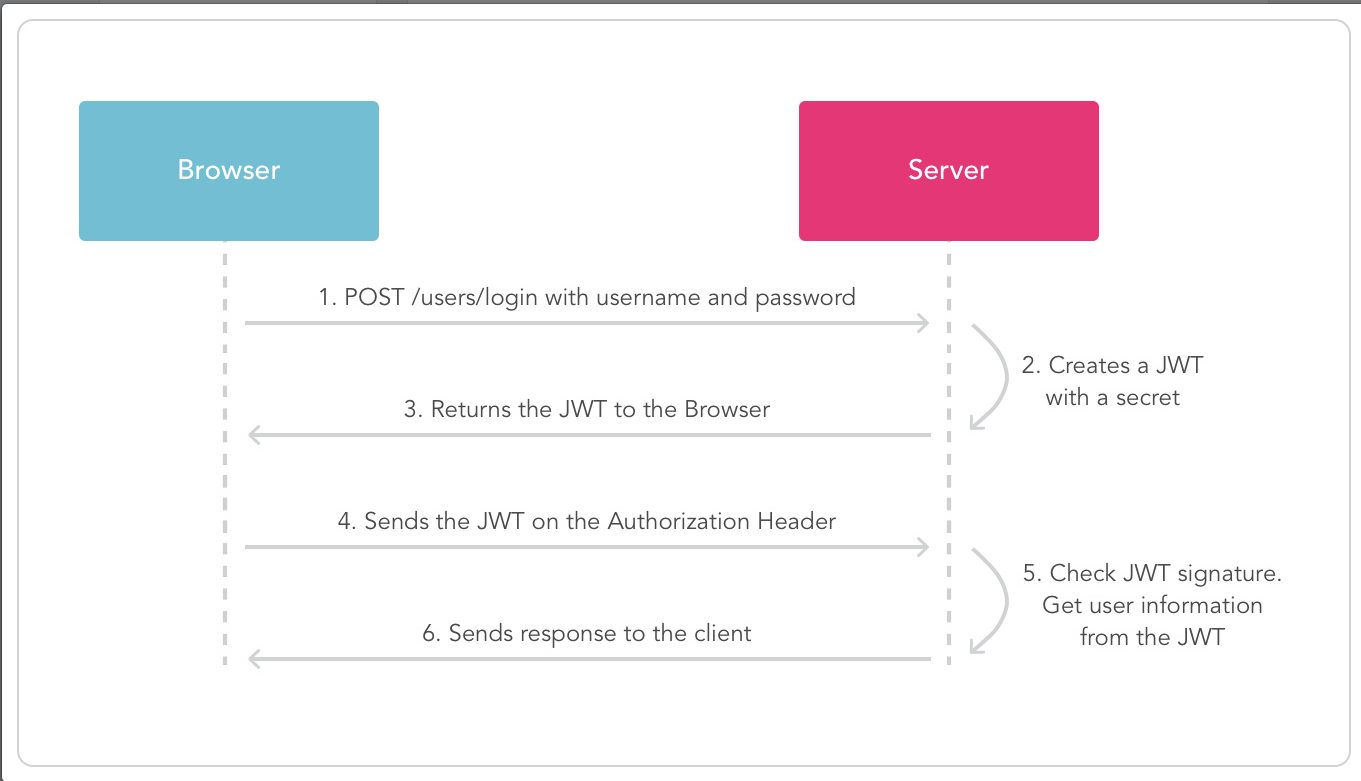 Browser
Server
1. POST /users/login with username and password
2. Creates a JWT
with a secret
3. Returns the JWT to the Browser
4. Sends the JWT on the Authorization Header
5. Check JWT signature.
Get user information
from the JWT
6. Sends response to the client